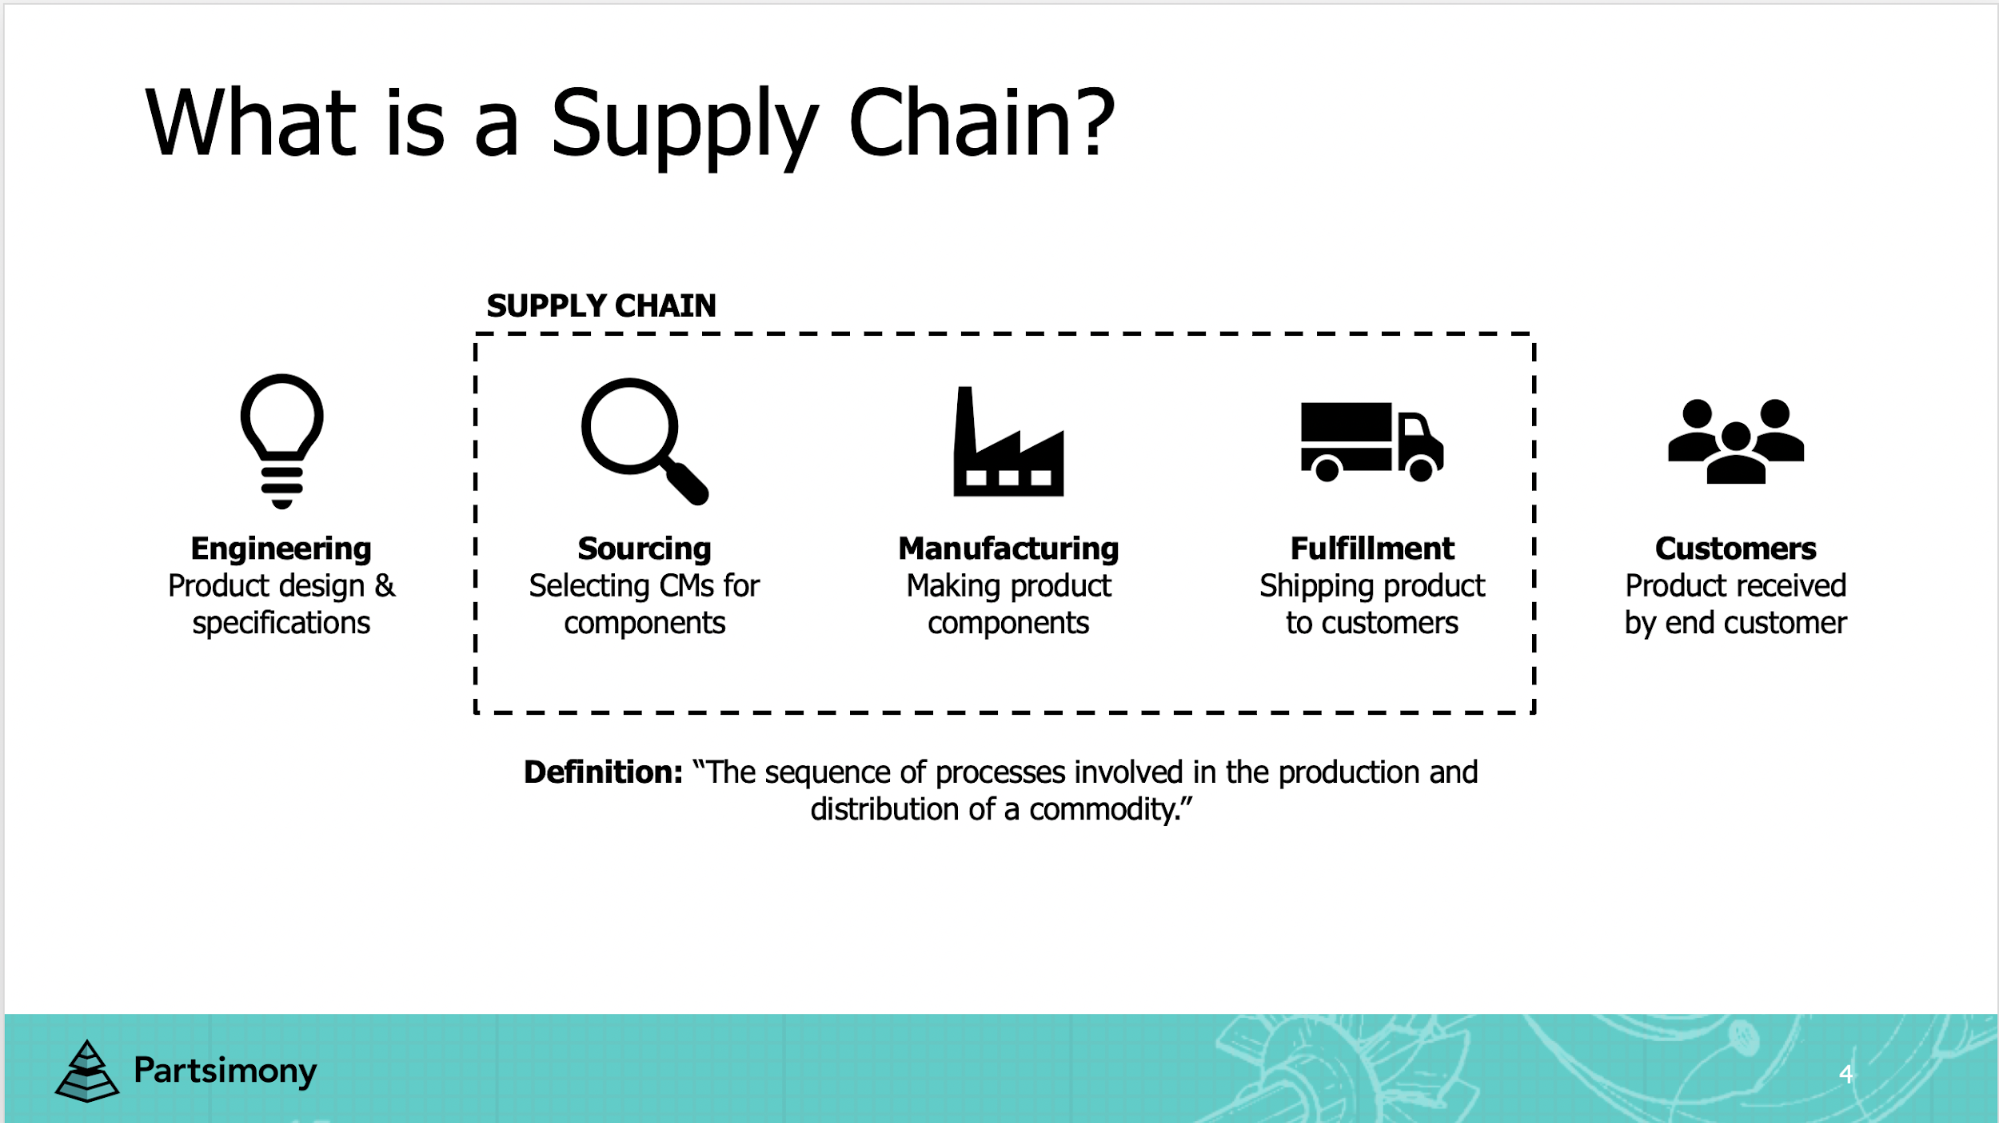 What is a Supply Chain?
SUPPLY CHAIN
Engineering
Product design &
specifications
Sourcing
Selecting CMs for
components
Manufacturing
Making product
components
Fulfillment
Shipping product
to customers
Customers
Product received
by end customer
Definition: “The sequence of processes involved in the production and
distribution of a commodity.”
Partsimony
4